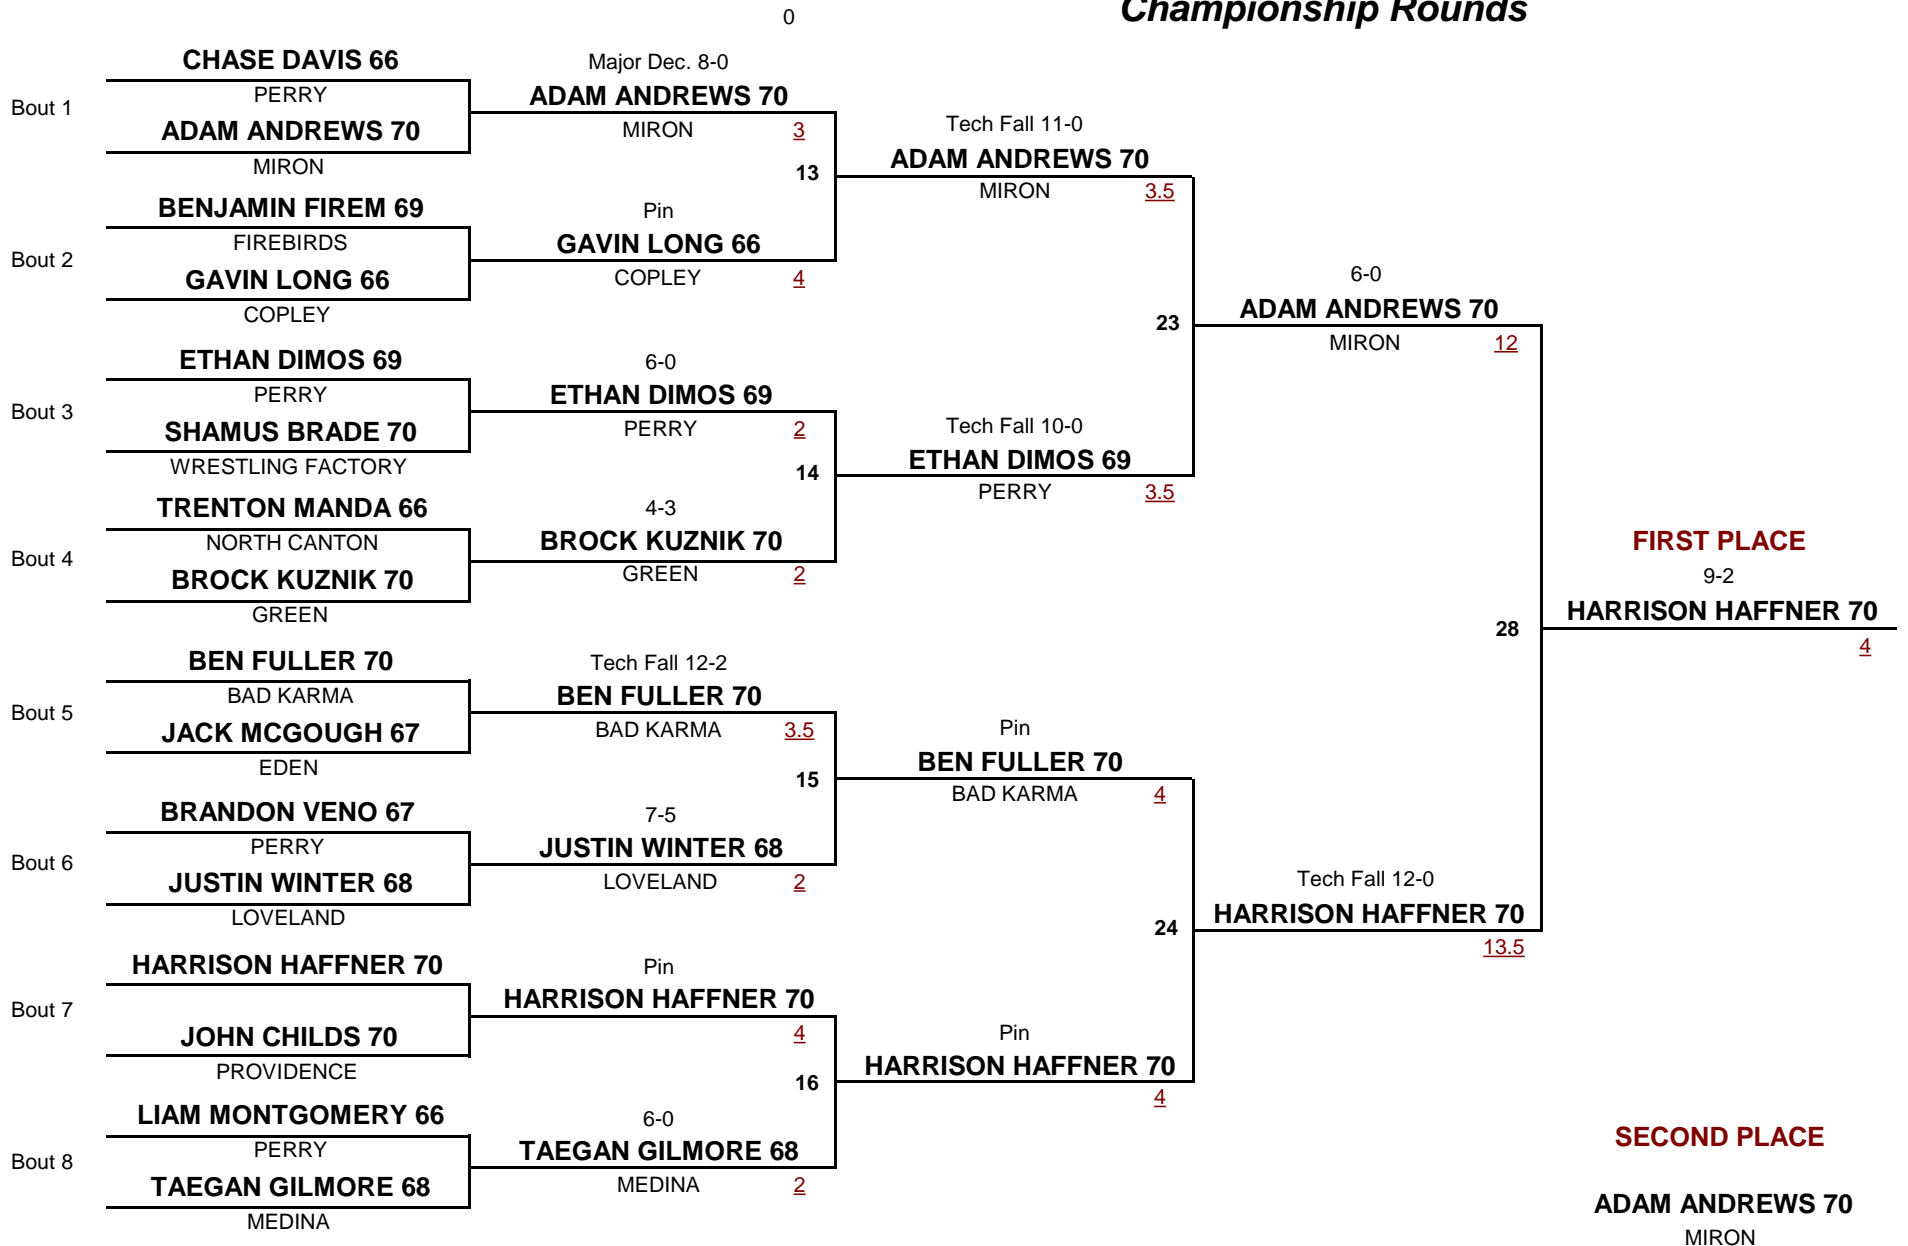 0
Championship Rounds
CHASE DAVIS 66
PERRY
Bout 1
ADAM ANDREWS 70
MIRON
BENJAMIN FIREM 69
FIREBIRDS
Bout 2
GAVIN LONG 66
COPLEY
ETHAN DIMOS 69
PERRY
Bout 3
SHAMUS BRADE 70
WRESTLING FACTORY
TRENTON MANDA 66
NORTH CANTON
Bout 4
BROCK KUZNIK 70
GREEN
BEN FULLER 70
BAD KARMA
Bout 5
JACK MCGOUGH 67
EDEN
BRANDON VENO 67
PERRY
Bout 6
JUSTIN WINTER 68
LOVELAND
HARRISON HAFFNER 70
Bout 7
JOHN CHILDS 70
PROVIDENCE
LIAM MONTGOMERY 66
PERRY
Bout 8
TAEGAN GILMORE 68
MEDINA
Major Dec. 8-0
ADAM ANDREWS 70
MIRON 3
13
Pin
GAVIN LONG 66
COPLEY 4
6-0
ETHAN DIMOS 69
PERRY 2
14
4-3
BROCK KUZNIK 70
GREEN 2
Tech Fall 12-2
BEN FULLER 70
BAD KARMA 3.5
15
7-5
JUSTIN WINTER 68
LOVELAND 2
Pin
HARRISON HAFFNER 70
4
16
6-0
TAEGAN GILMORE 68
MEDINA 2
Tech Fall 11-0
ADAM ANDREWS 70
MIRON 3.5
23
Tech Fall 10-0
ETHAN DIMOS 69
PERRY 3.5
Pin
BEN FULLER 70
BAD KARMA 4
24
Pin
HARRISON HAFFNER 70
4
6-0
ADAM ANDREWS 70
MIRON 12
28
Tech Fall 12-0
HARRISON HAFFNER 70
13.5
FIRST PLACE
9-2
HARRISON HAFFNER 70
4
SECOND PLACE
ADAM ANDREWS 70
MIRON